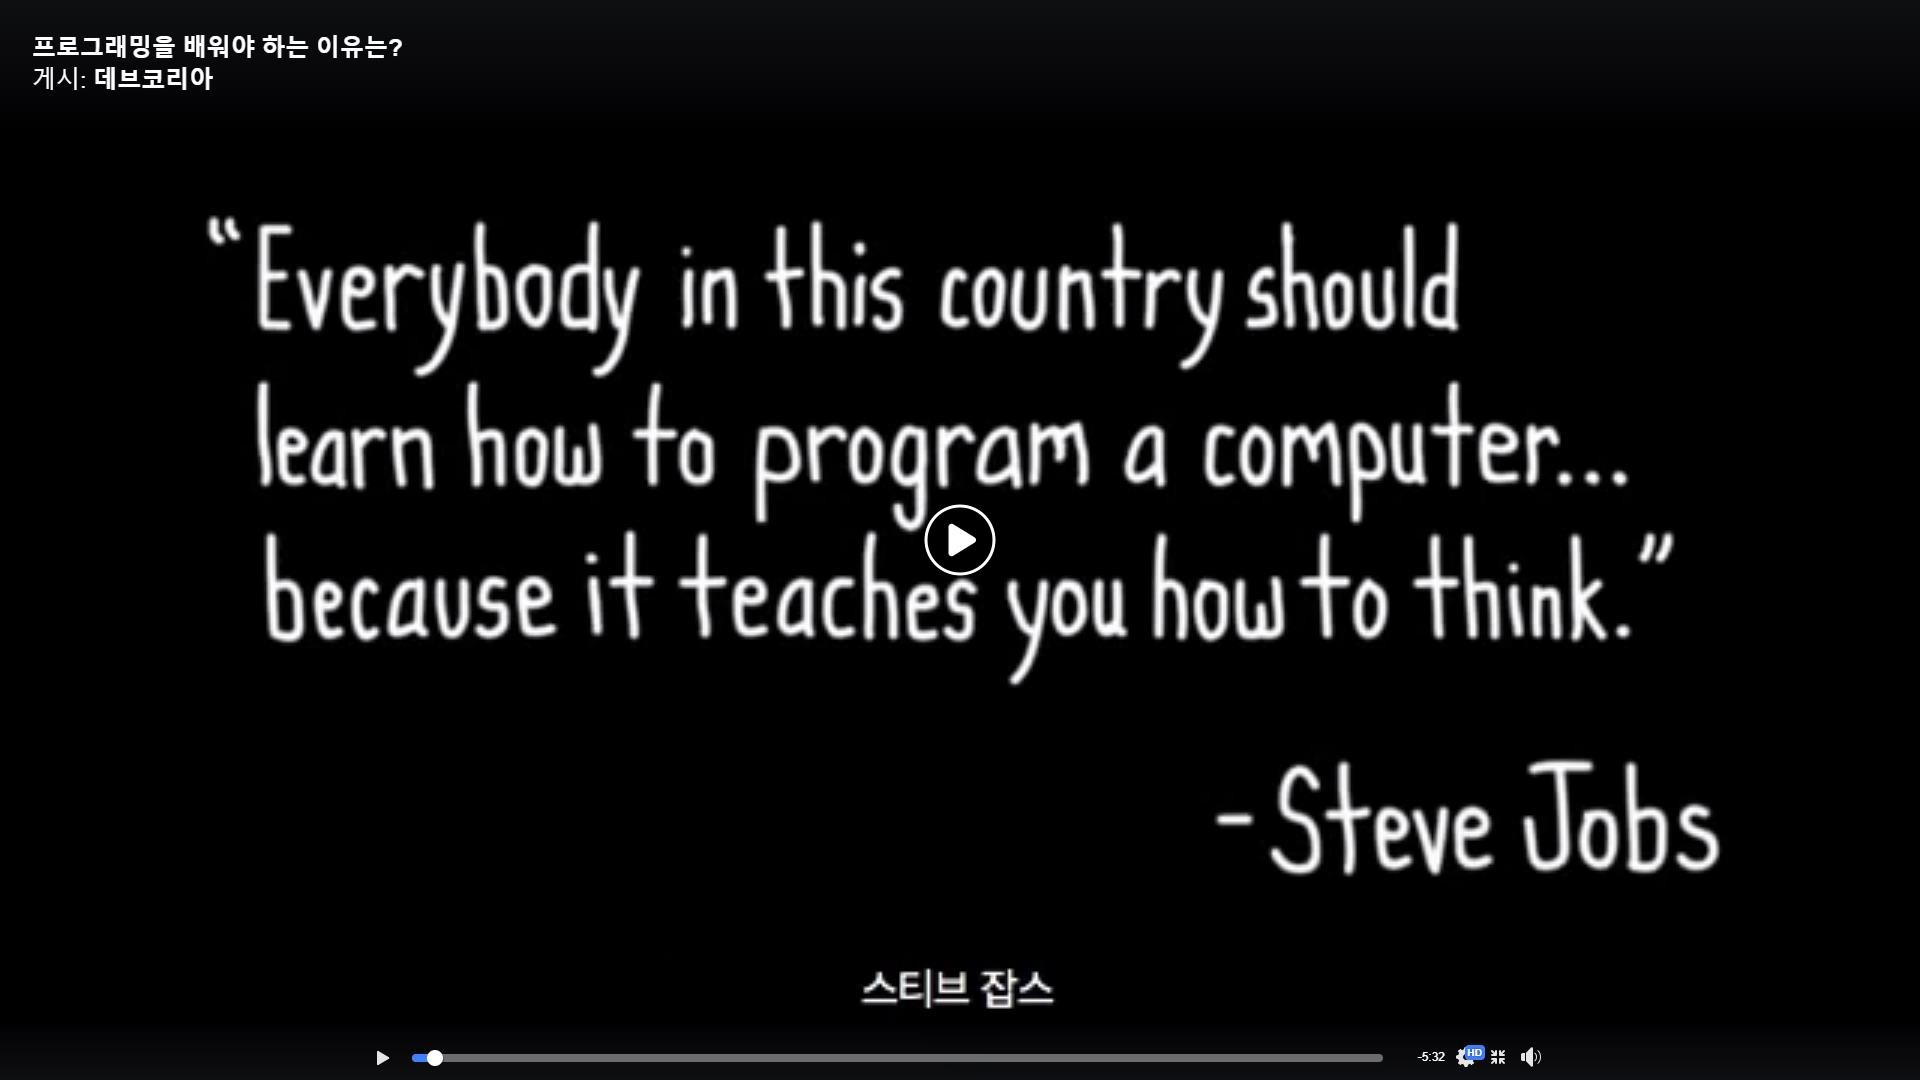 프로그래밍을 배워야 하는 이유는?
게시: 데브코리아
“Everybody in this country should
learn how to program a computer...
because it teaches you how to think.”
-Steve Jobs
스티브 잡스
-5:32 HD